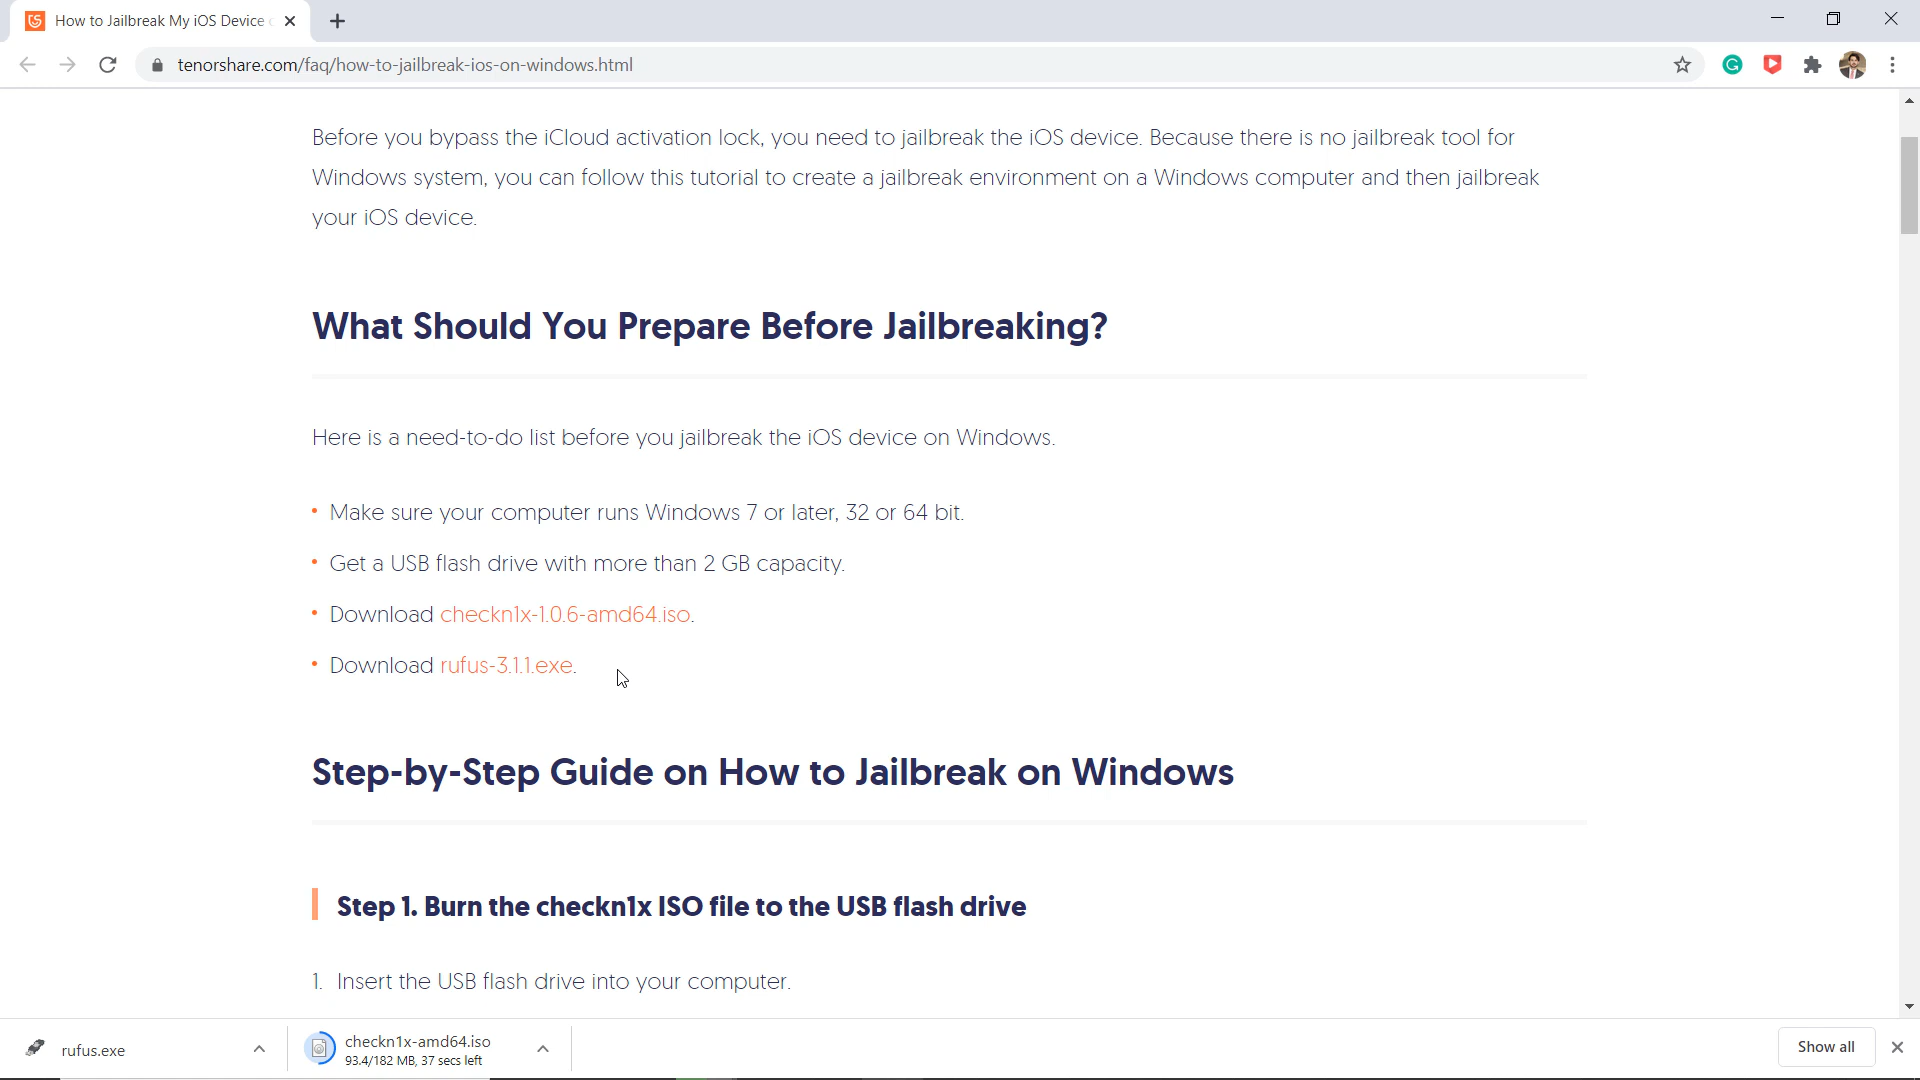 How to Jailbreak My iOS Device
tenorshare.com/faq/how-to-jailbreak-ios-on-windows.html
Before you bypass the iCloud activation lock, you need to jailbreak the iOS device. Because there is no jailbreak tool for
Windows system, you can follow this tutorial to create a jailbreak environment on a Windows computer and then jailbreak
your iOS device.
What Should You Prepare Before Jailbreaking?
Here is a need-to-do list before you jailbreak the iOS device on Windows.
• Make sure your computer runs Windows 7 or later, 32 or 64 bit.
• Get a USB flash drive with more than 2 GB capacity.
• Download checkn1x-1.0.6-amd64.iso.
• Download rufus-3.1.1.exe.
Step-by-Step Guide on How to Jailbreak on Windows
Step 1. Burn the checkn1x ISO file to the USB flash drive
1. Insert the USB flash drive into your computer.
rufus.exe
checkn1x-amd64.iso
93.4/182 MB, 37 secs left
Show all